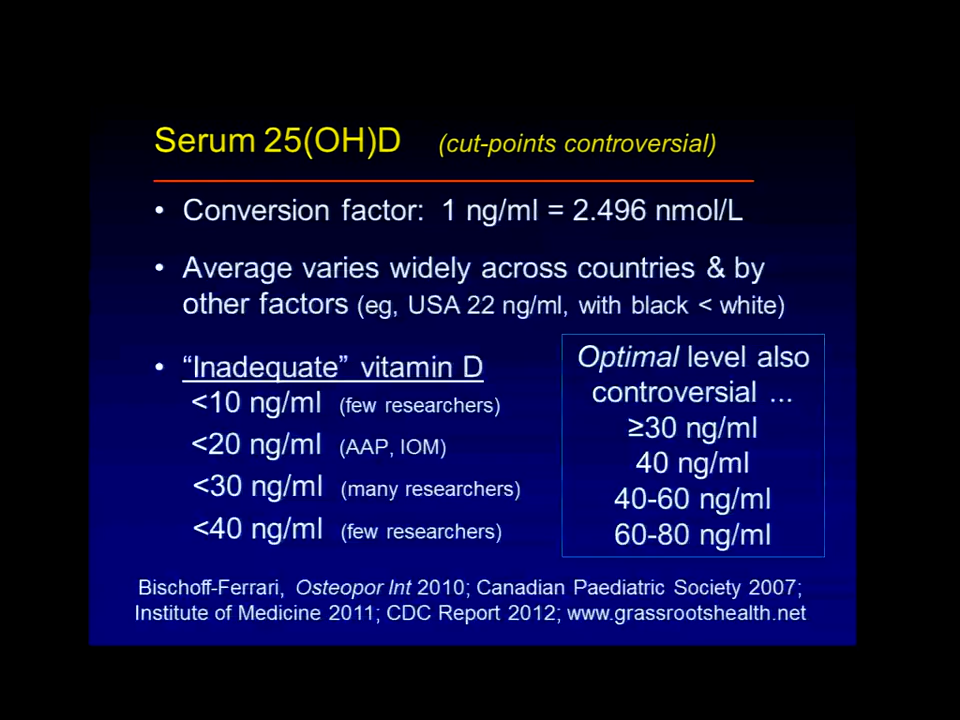 Serum 25(OH)D (cut-points controversial)
• Conversion factor: 1 ng/ml = 2.496 nmol/L
• Average varies widely across countries & by
other factors (eg, USA 22 ng/ml, with black < white)
• “Inadequate” vitamin D
<10 ng/ml (few researchers)
<20 ng/ml (AAP, IOM)
<30 ng/ml (many researchers)
<40 ng/ml (few researchers)
Optimal level also
controversial ...
≥30 ng/ml
40 ng/ml
40-60 ng/ml
60-80 ng/ml
Bischoff-Ferrari, Osteopor Int 2010; Canadian Paediatric Society 2007;
Institute of Medicine 2011; CDC Report 2012; www.grassrootshealth.net